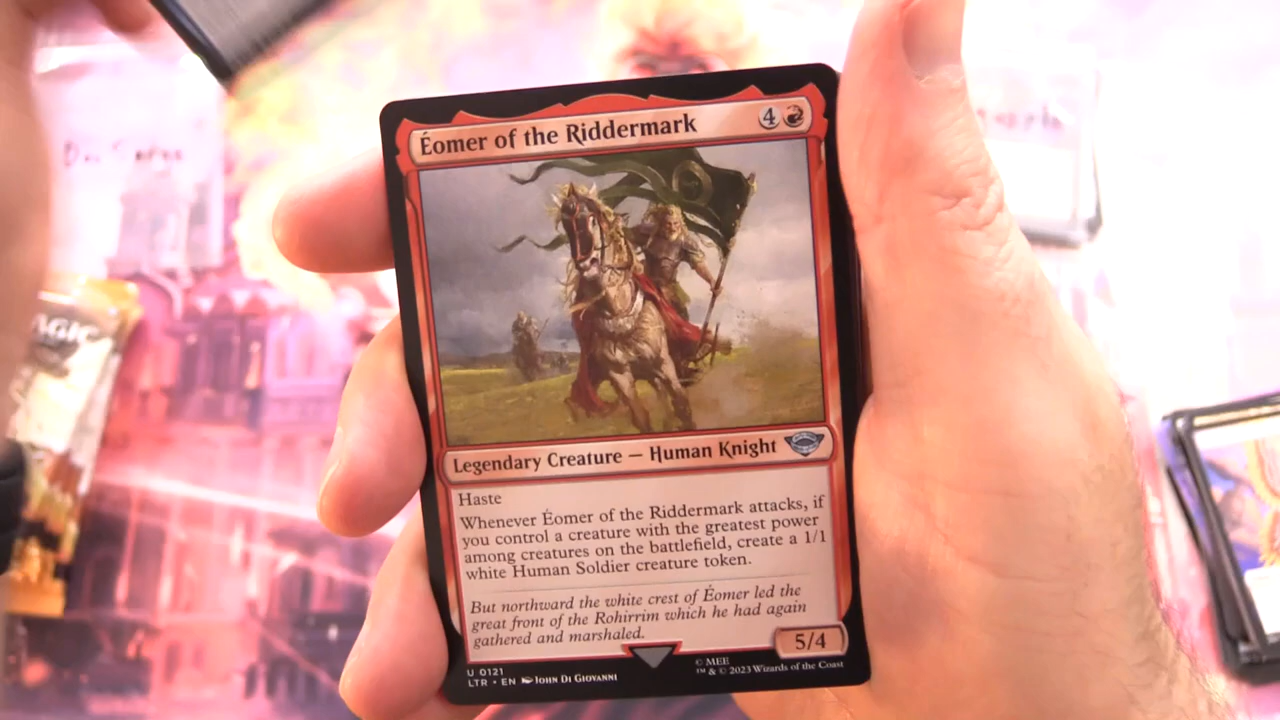 Éomer of the Riddermark 4
Legendary Creature — Human Knight
Haste
Whenever Éomer of the Riddermark attacks, if
you control a creature with the greatest power
among creatures on the battlefield, create a 1/1
white Human Soldier creature token.
But northward the white crest of Éomer led the
great front of the Rohirrim which he had again
gathered and marshaled.
5/4
U 0121
LTR • EN John Di Giovanni
© MEE
™ & © 2023 Wizards of the Coast